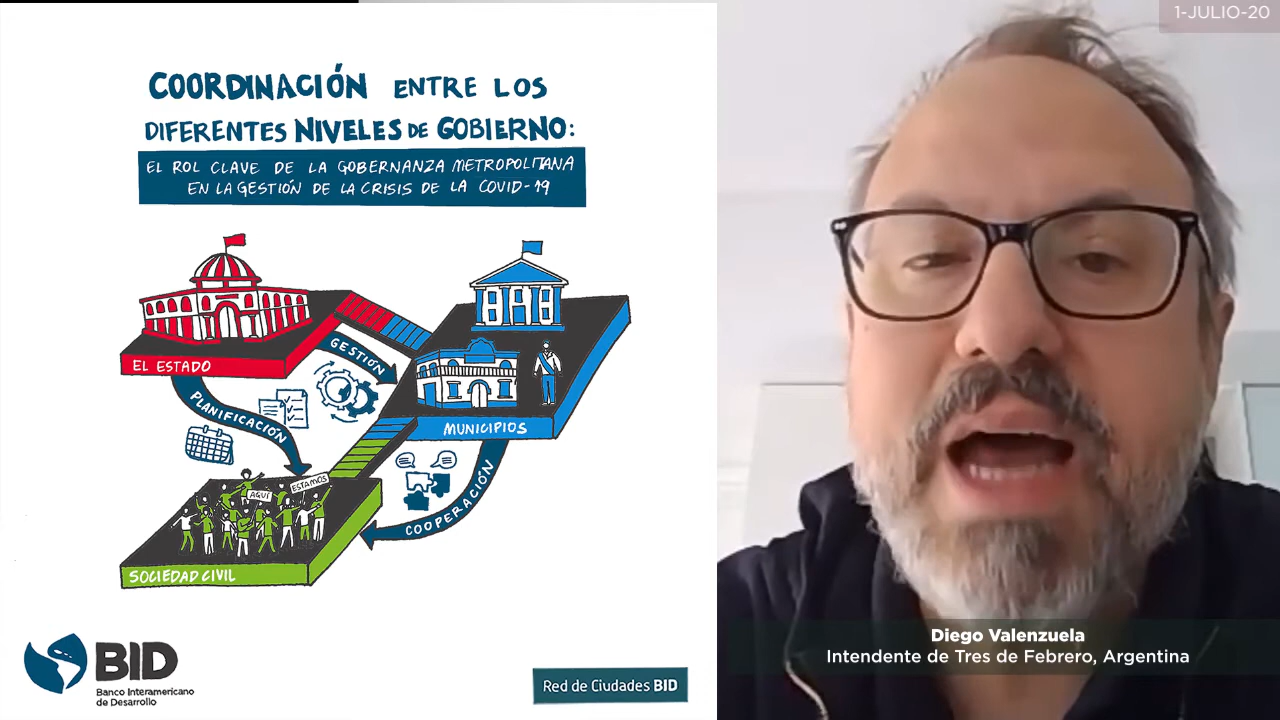 COORDINACIÓN ENTRE LOS
DIFERENTES NIVELES DE GOBIERNO:
EL ROL CLAVE DE LA GOBERNANZA METROPOLITANA
EN LA GESTIÓN DE LA CRISIS DE LA COVID-19
EL ESTADO
GESTIÓN
PLANIFICACIÓN
MUNICIPIOS
AQUÍ
ESTAMOS
COOPERACIÓN
SOCIEDAD CIVIL
BID
Banco Interamericano
de Desarrollo
Red de Ciudades BID
1-JULIO-20
Diego Valenzuela
Intendente de Tres de Febrero, Argentina